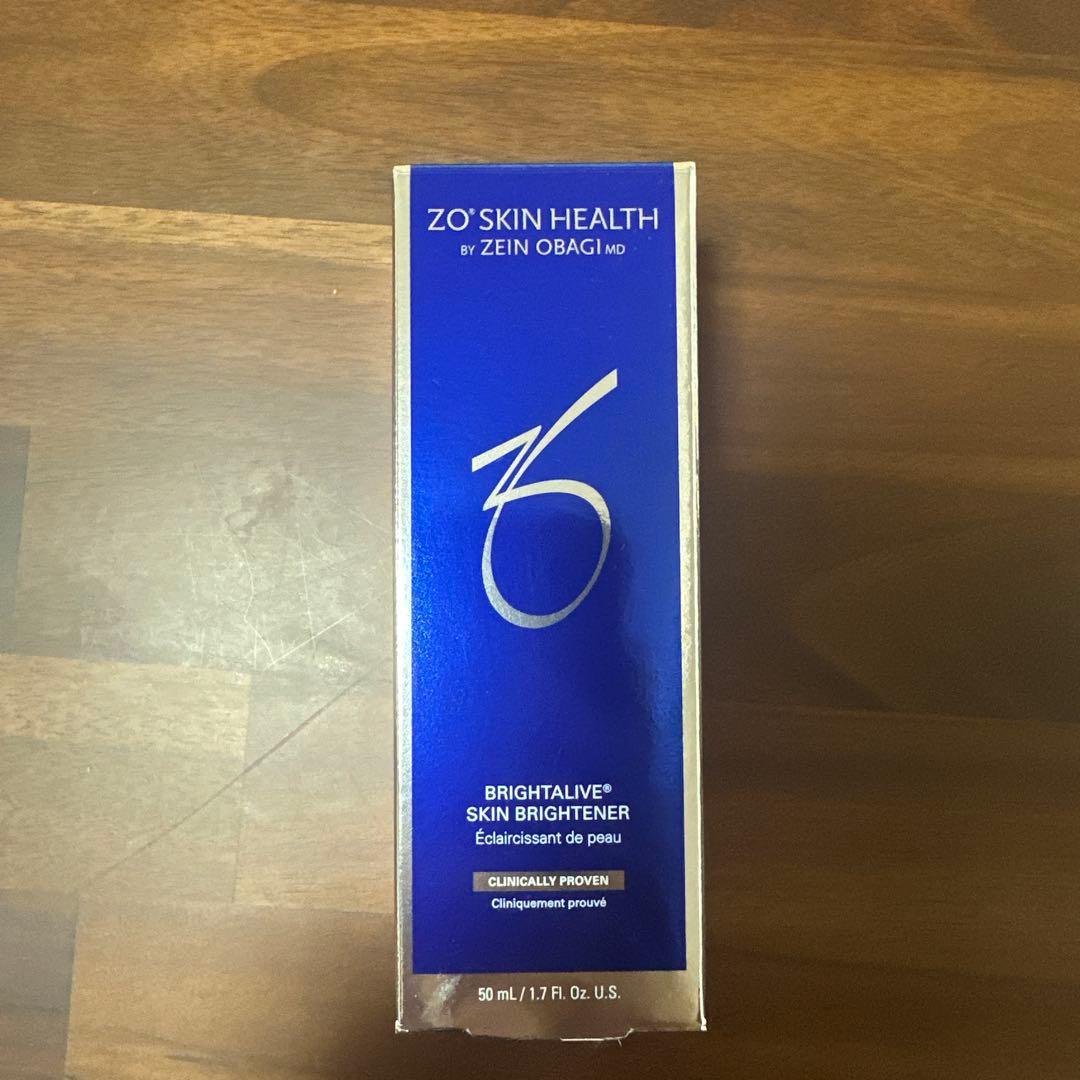 ZO® SKIN HEALTH
BY ZEIN OBAGI MD
BRIGHTALIVE®
SKIN BRIGHTENER
Éclaircissant de peau
CLINICALLY PROVEN
Cliniquement prouvé
50 mL / 1.7 Fl. Oz. U.S.